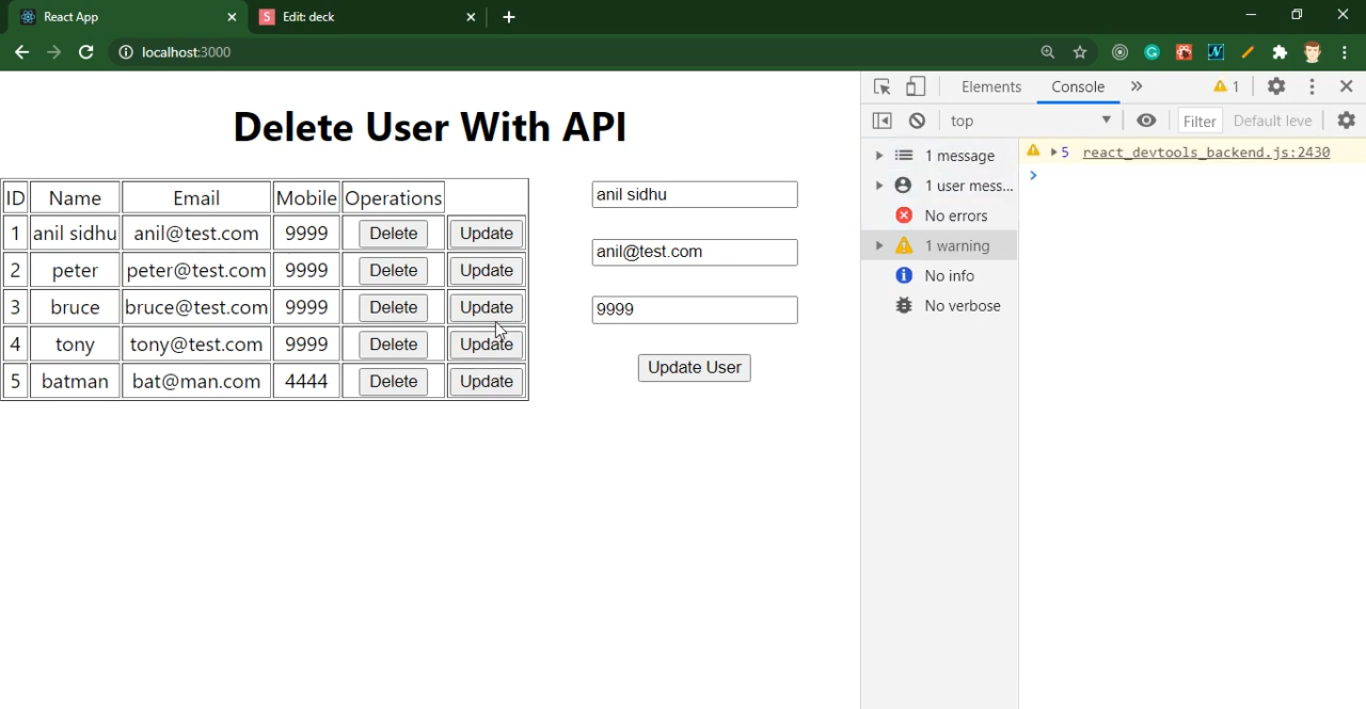 React App
Edit: deck
localhost:3000
Elements Console 1
top Filter Default leve
Delete User With API
ID Name Email Mobile Operations
1 anil sidhu anil@test.com 9999 Delete Update
2 peter peter@test.com 9999 Delete Update
3 bruce bruce@test.com 9999 Delete Update
4 tony tony@test.com 9999 Delete Update
5 batman bat@man.com 4444 Delete Update
anil sidhu
anil@test.com
9999
Update User
1 message
1 user mess...
No errors
1 warning
No info
No verbose
5 react_devtools_backend.js:2430